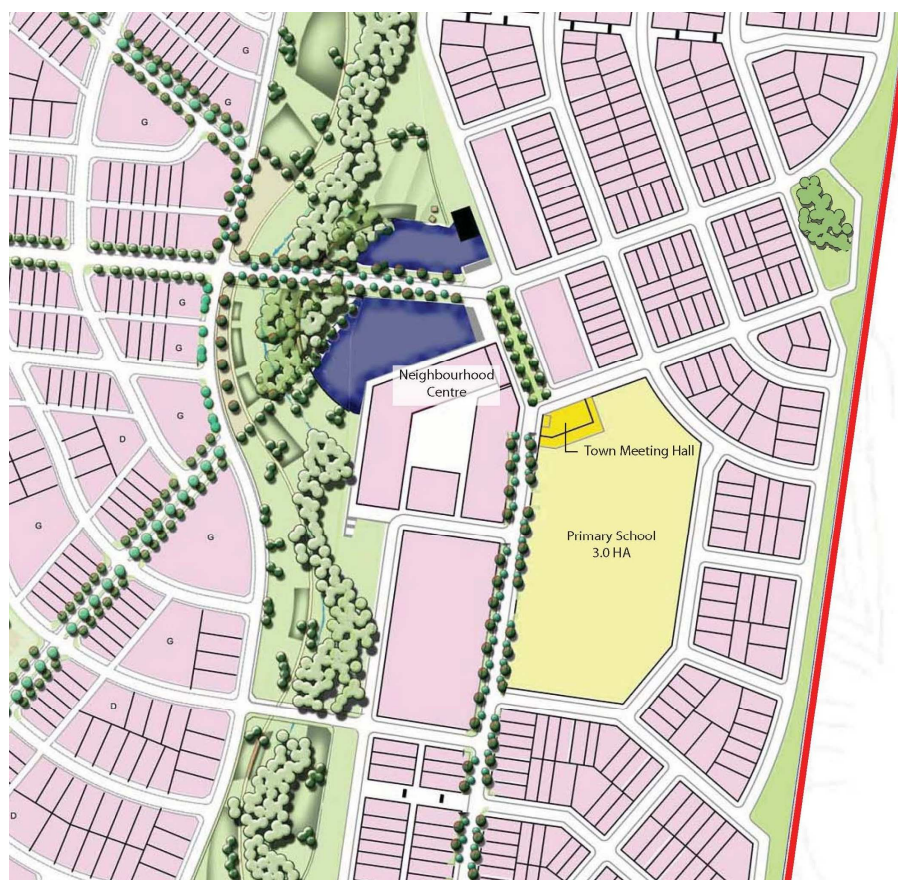 G
G
G
G
G
Neighbourhood
Centre
G
D
Town Meeting Hall
G
G
Primary School
3.0 HA
G
D
D